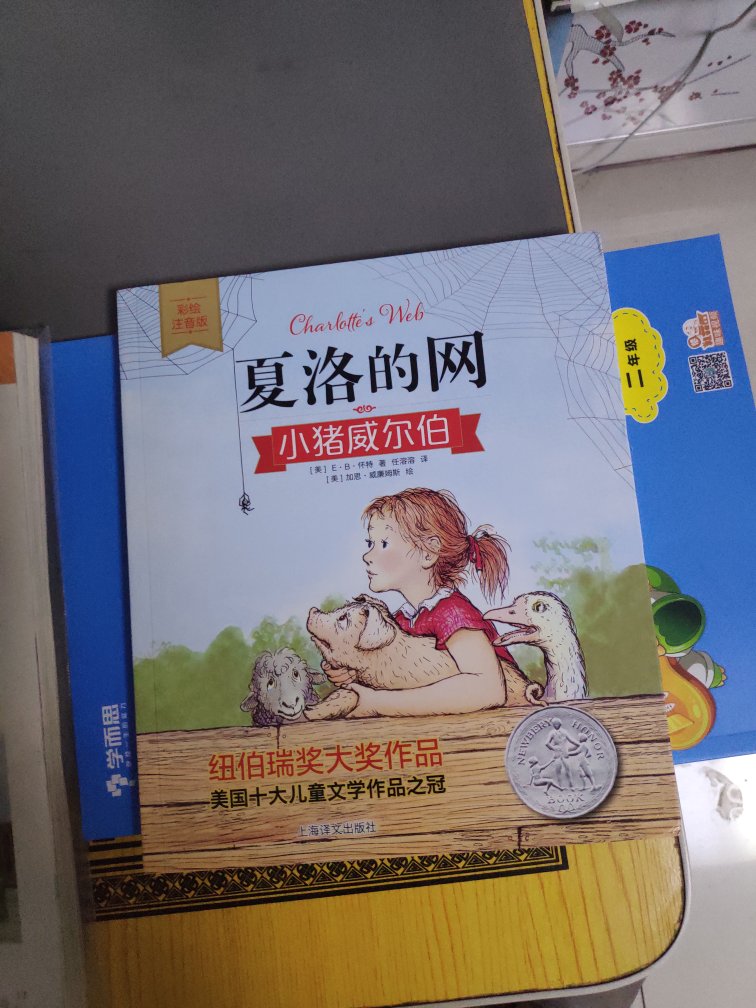 彩绘
注音版
Charlotte's Web
夏洛的网
小猪威尔伯
[美] E·B·怀特 著 任溶溶 译
[美]加思·威廉姆斯 绘
纽伯瑞奖大奖作品
美国十大儿童文学作品之冠
上海译文出版社
NEWBERY HONOR
BOOK
二年级
学而思